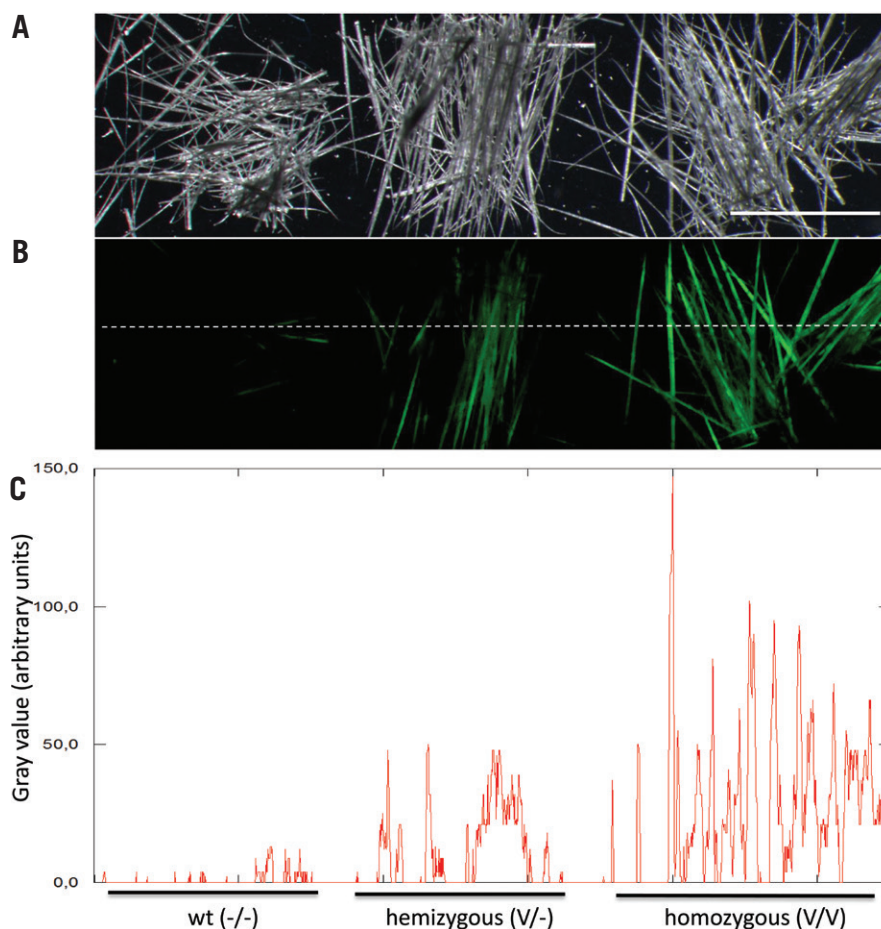 A
B
C
150,0
100,0
50,0
0,0
Gray value (arbitrary units)
wt (-/-)
hemizygous (V/-)
homozygous (V/V)